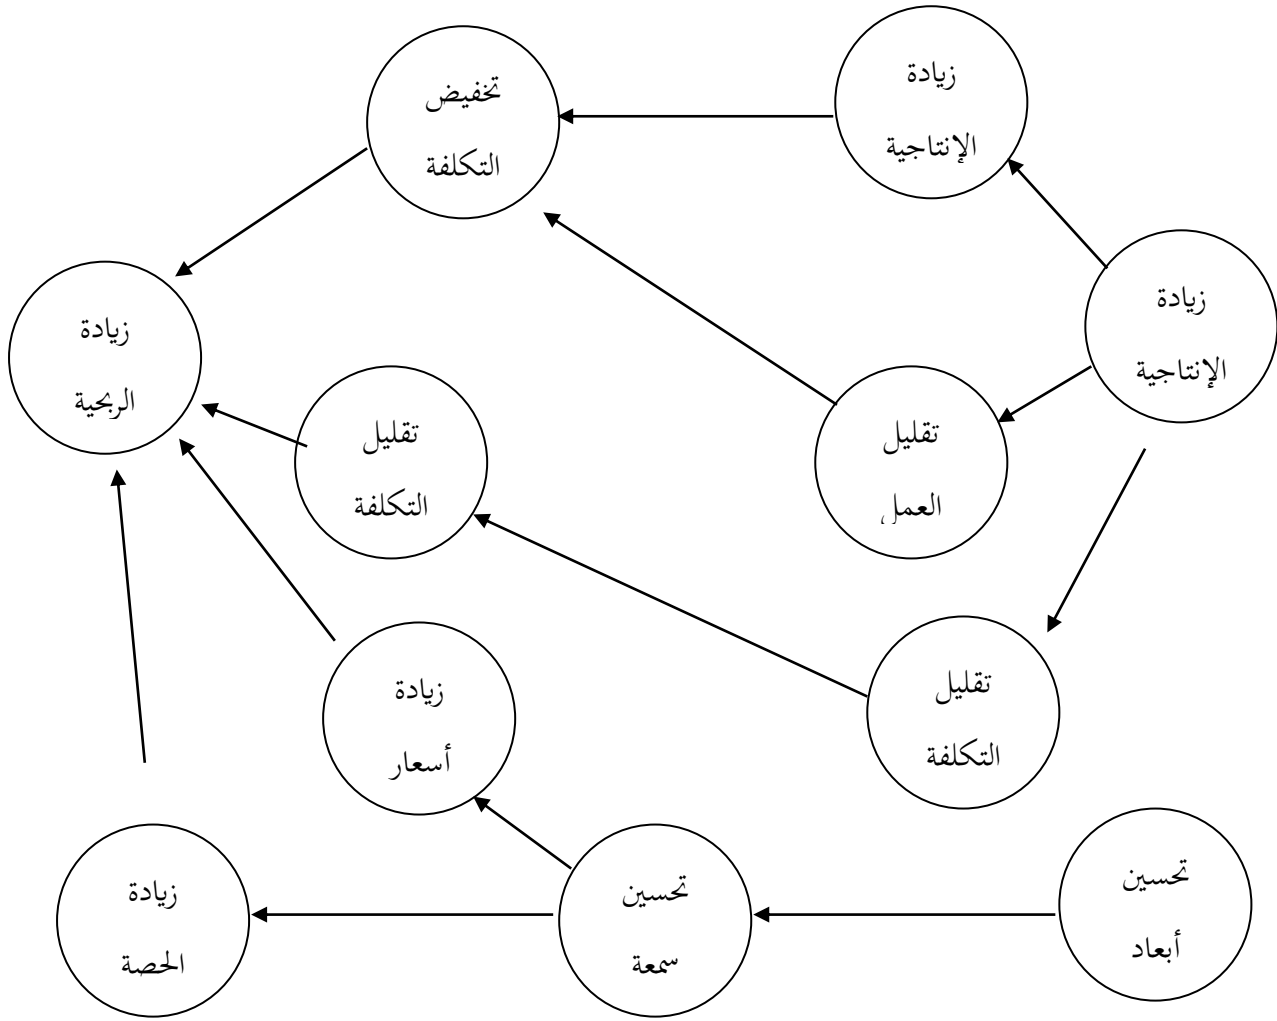 زيادة
الإنتاجية
تخفيض
التكلفة
زيادة
الإنتاجية
زيادة
الربحية
تقليل
العمل
تقليل
التكلفة
تقليل
التكلفة
زيادة
أسعار
تحسين
أبعاد
تحسين
سمعة
زيادة
الحصة